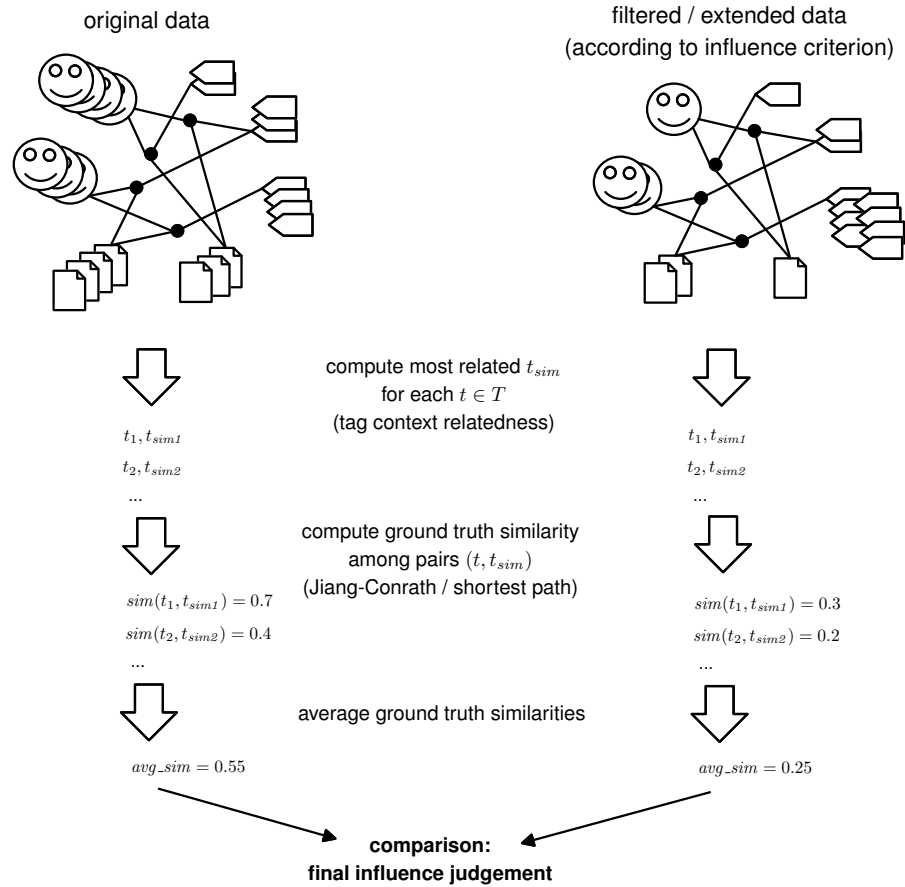 original data
filtered / extended data
(according to influence criterion)
compute most related t_sim
for each t ∈ T
(tag context relatedness)
t_1, t_sim1
t_2, t_sim2
...
t_1, t_sim1
t_2, t_sim2
...
compute ground truth similarity
among pairs (t, t_sim)
(Jiang-Conrath / shortest path)
sim(t_1, t_sim1) = 0.7
sim(t_2, t_sim2) = 0.4
...
sim(t_1, t_sim1) = 0.3
sim(t_2, t_sim2) = 0.2
...
average ground truth similarities
avg_sim = 0.55
avg_sim = 0.25
comparison:
final influence judgement